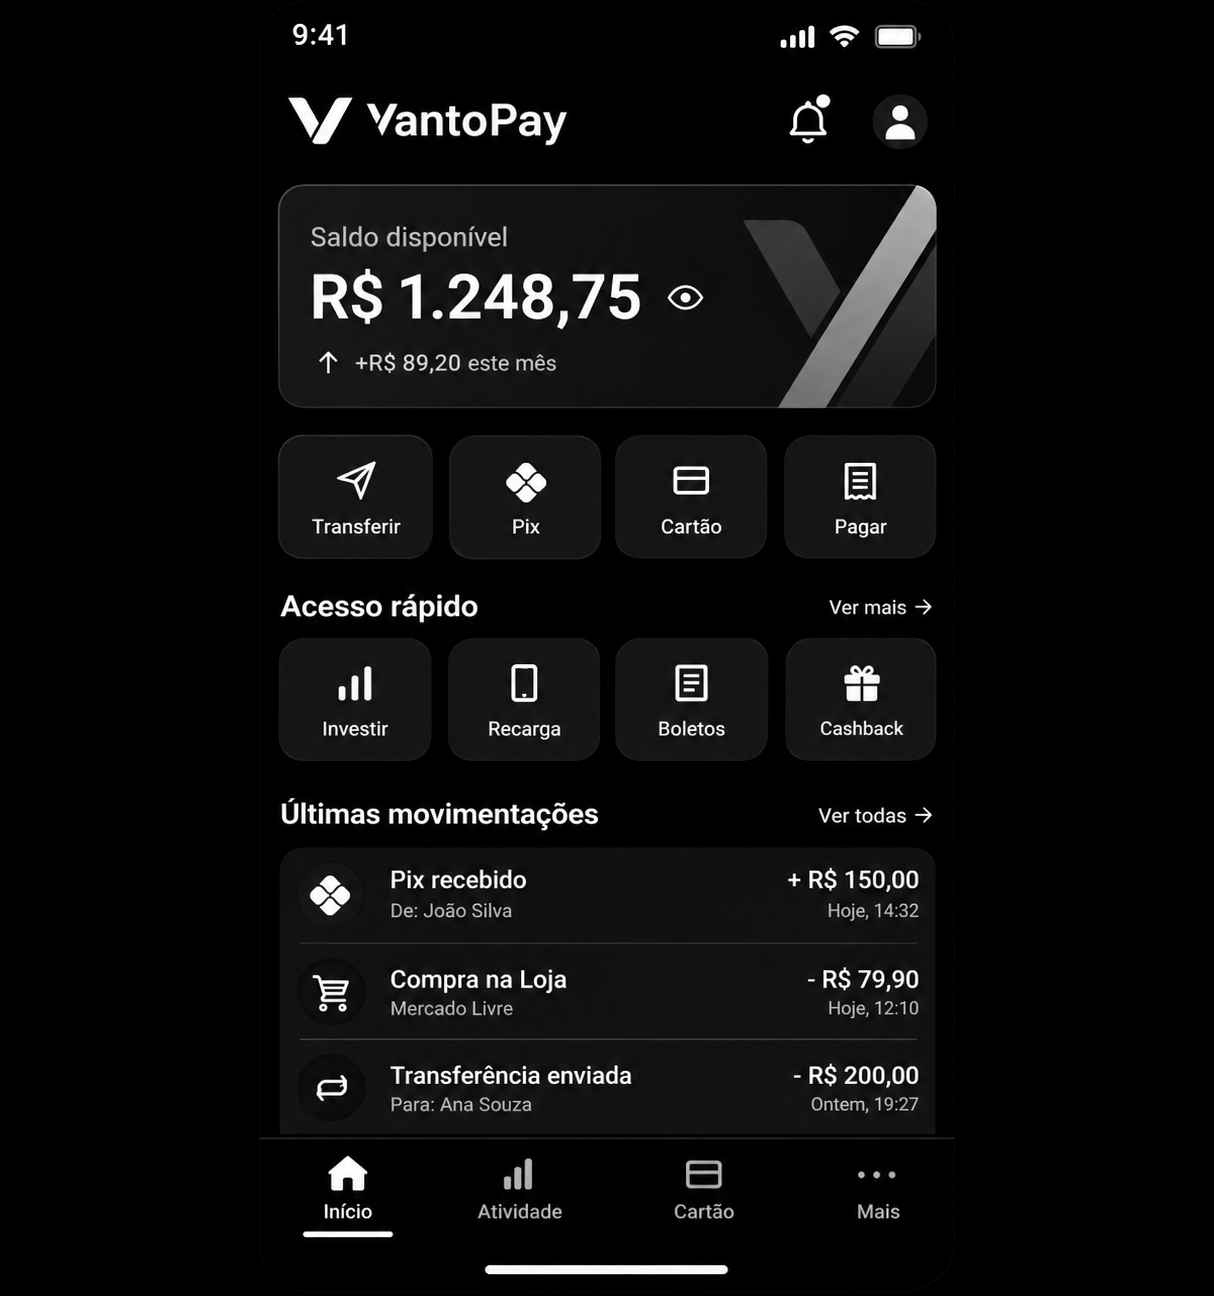 9:41
VantoPay
Saldo disponível
R$ 1.248,75
+R$ 89,20 este mês
Transferir
Pix
Cartão
Pagar
Acesso rápido
Ver mais →
Investir
Recarga
Boletos
Cashback
Últimas movimentações
Ver todas →
Pix recebido
+ R$ 150,00
De: João Silva
Hoje, 14:32
Compra na Loja
- R$ 79,90
Mercado Livre
Hoje, 12:10
Transferência enviada
- R$ 200,00
Para: Ana Souza
Ontem, 19:27
Início
Atividade
Cartão
Mais